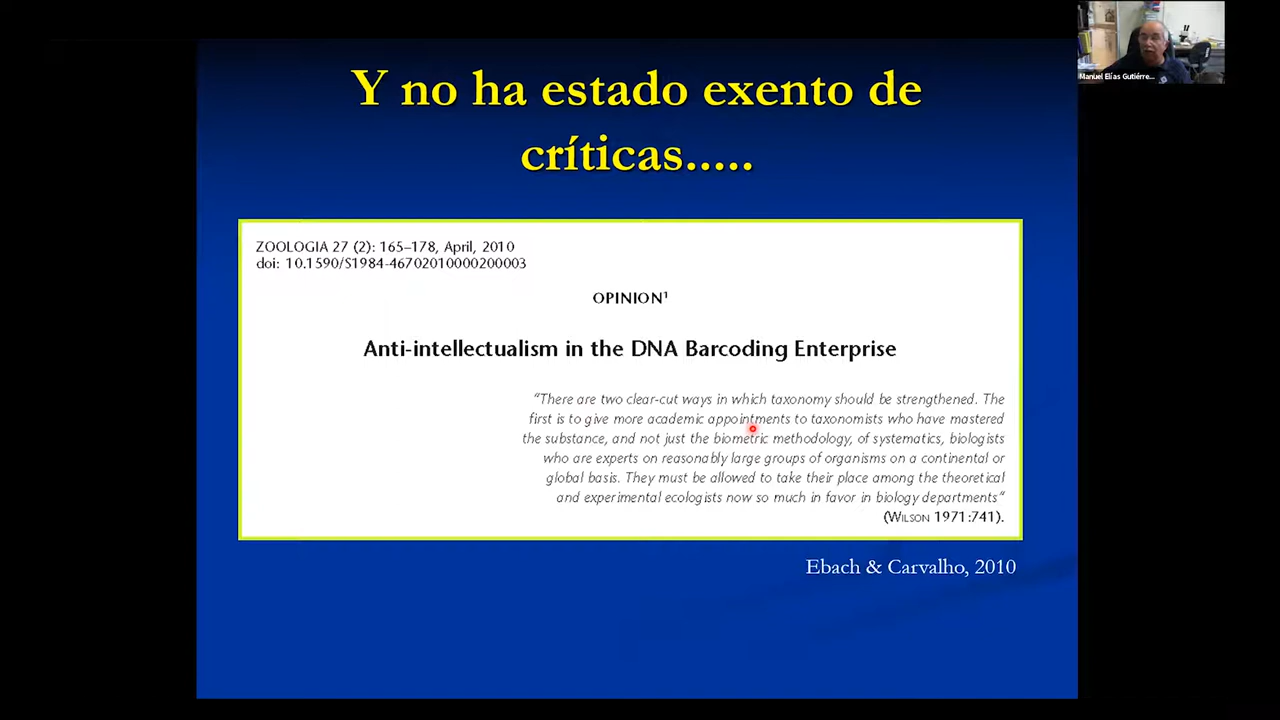 Manuel Elías Gutiérre...
Y no ha estado exento de
críticas.....
ZOOLOGIA 27 (2): 165–178, April, 2010
doi: 10.1590/S1984-46702010000200003
OPINION¹
Anti-intellectualism in the DNA Barcoding Enterprise
“There are two clear-cut ways in which taxonomy should be strengthened. The
first is to give more academic appointments to taxonomists who have mastered
the substance, and not just the biometric methodology, of systematics, biologists
who are experts on reasonably large groups of organisms on a continental or
global basis. They must be allowed to take their place among the theoretical
and experimental ecologists now so much in favor in biology departments“
(WILSON 1971:741).
Ebach & Carvalho, 2010